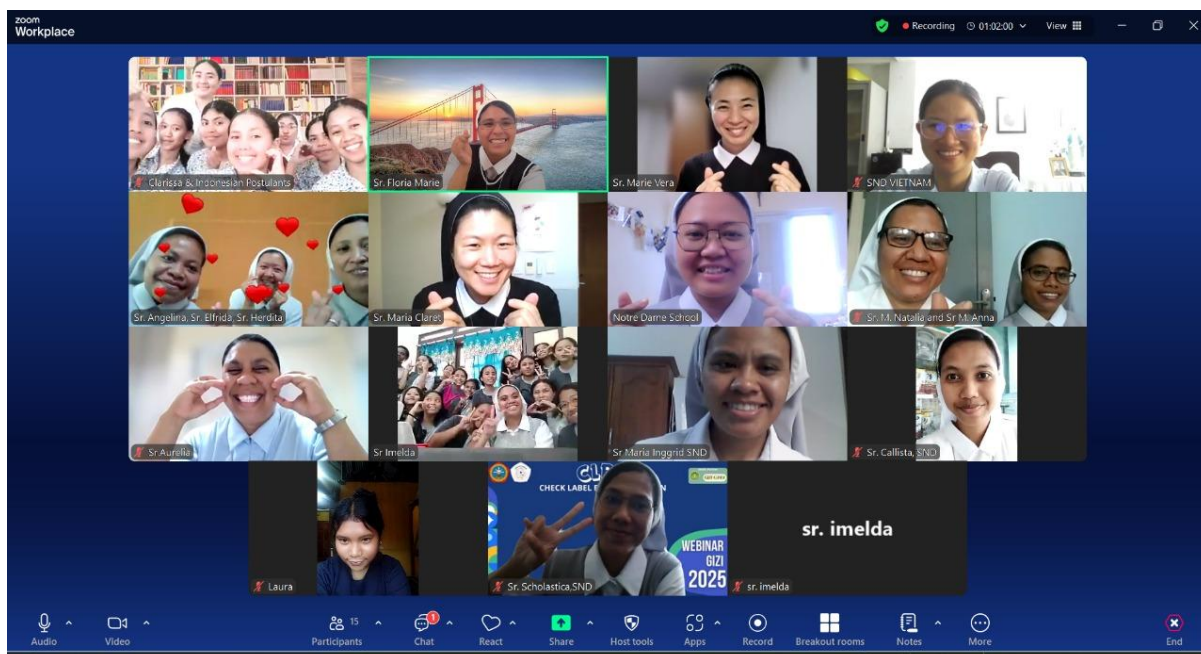 zoom
Workplace
Recording 01:02:00 View
Clarissa & Indonesian Postulants
Sr. Floria Marie
Sr. Marie Vera
SND VIETNAM
Sr. Angelina, Sr. Elfrida, Sr. Herdita
Sr. Maria Claret
Notre Dame School
Sr. M. Natalia and Sr M. Anna
Sr.Aurelia
Sr Imelda
Sr Maria Inggrid SND
Sr. Callista, SND
CHECK LABEL
WEBINAR
GIZI
2025
sr. imelda
Laura
Sr. Scholastica,SND
sr. imelda
15
1
Audio Video Participants Chat React Share Host tools Apps Record Breakout rooms Notes More End